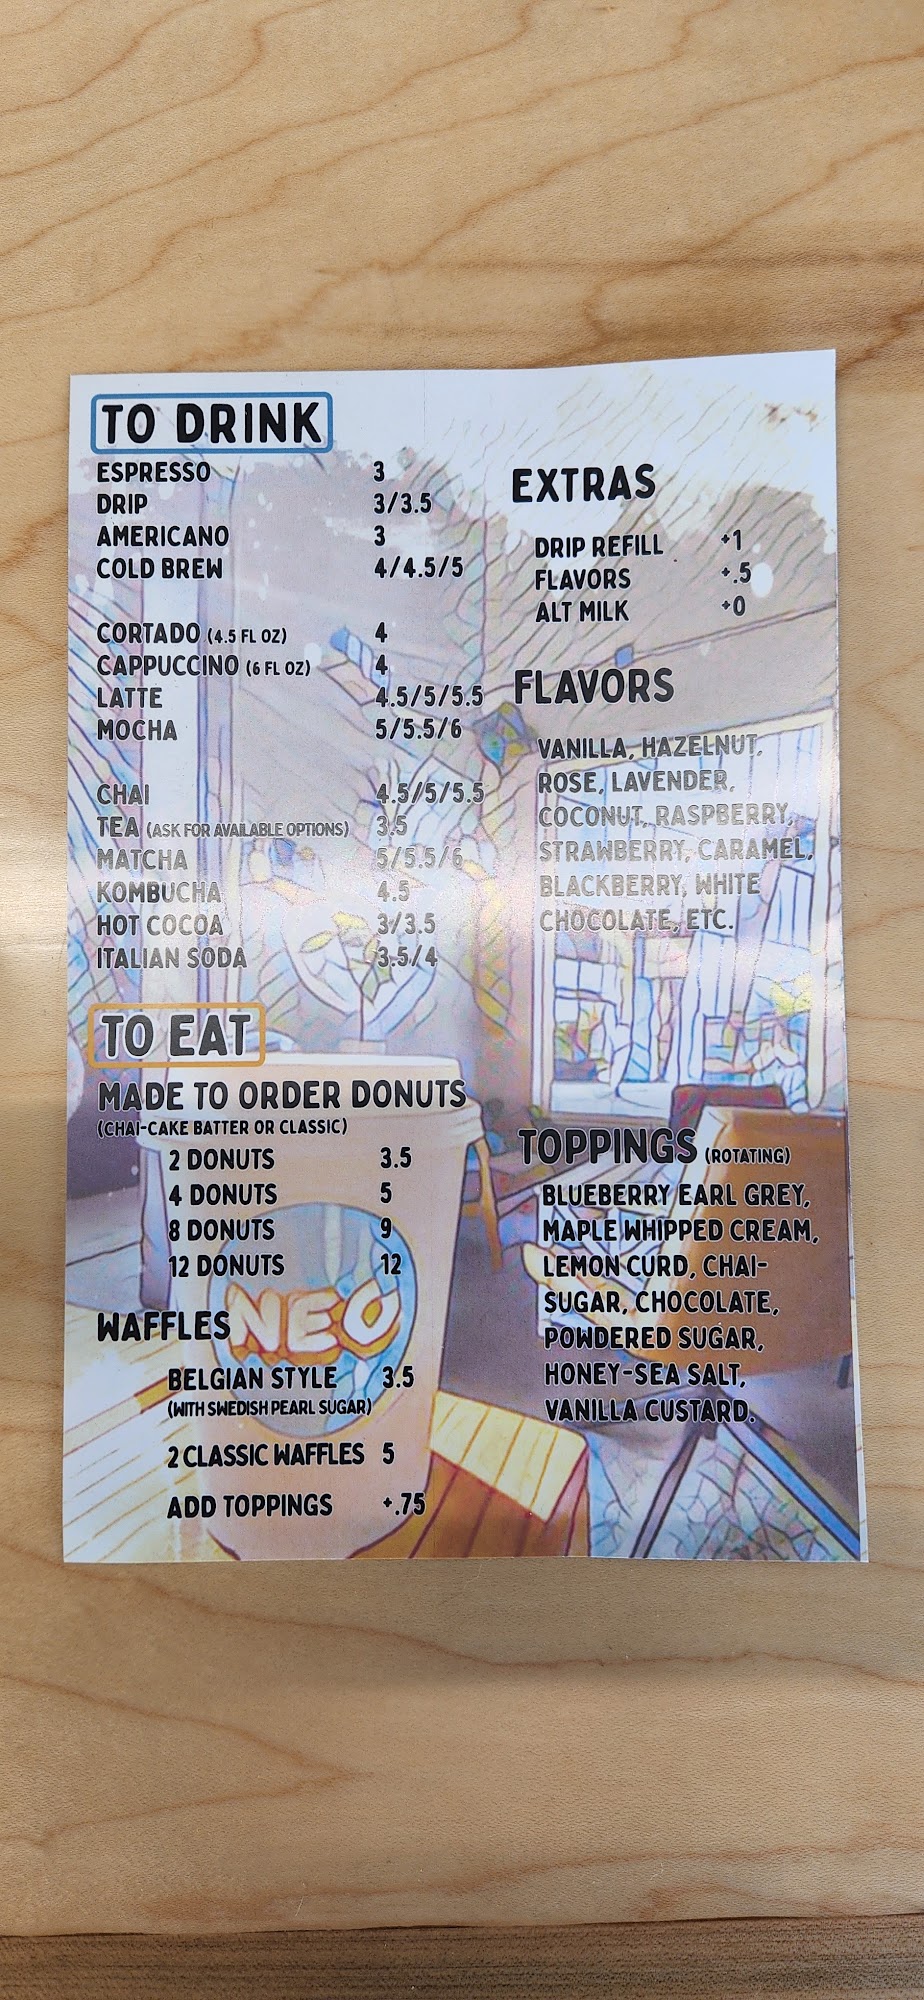 TO DRINK
ESPRESSO 3
DRIP 3/3.5
AMERICANO 3
COLD BREW 4/4.5/5
CORTADO (4.5 FL OZ) 4
CAPPUCCINO (6 FL OZ) 4
LATTE 4.5/5/5.5
MOCHA 5/5.5/6
CHAI 4.5/5/5.5
TEA (ASK FOR AVAILABLE OPTIONS) 3.5
MATCHA 5/5.5/6
KOMBUCHA 4.5
HOT COCOA 3/3.5
ITALIAN SODA 3.5/4
TO EAT
MADE TO ORDER DONUTS
(CHAI-CAKE BATTER OR CLASSIC)
2 DONUTS 3.5
4 DONUTS 5
8 DONUTS 9
12 DONUTS 12
NEO
WAFFLES
BELGIAN STYLE 3.5
(WITH SWEDISH PEARL SUGAR)
2 CLASSIC WAFFLES 5
ADD TOPPINGS +.75
EXTRAS
DRIP REFILL +1
FLAVORS +.5
ALT MILK +0
FLAVORS
VANILLA, HAZELNUT,
ROSE, LAVENDER,
COCONUT, RASPBERRY,
STRAWBERRY, CARAMEL,
BLACKBERRY, WHITE
CHOCOLATE, ETC.
TOPPINGS (ROTATING)
BLUEBERRY EARL GREY,
MAPLE WHIPPED CREAM,
LEMON CURD, CHAI-
SUGAR, CHOCOLATE,
POWDERED SUGAR,
HONEY-SEA SALT,
VANILLA CUSTARD.